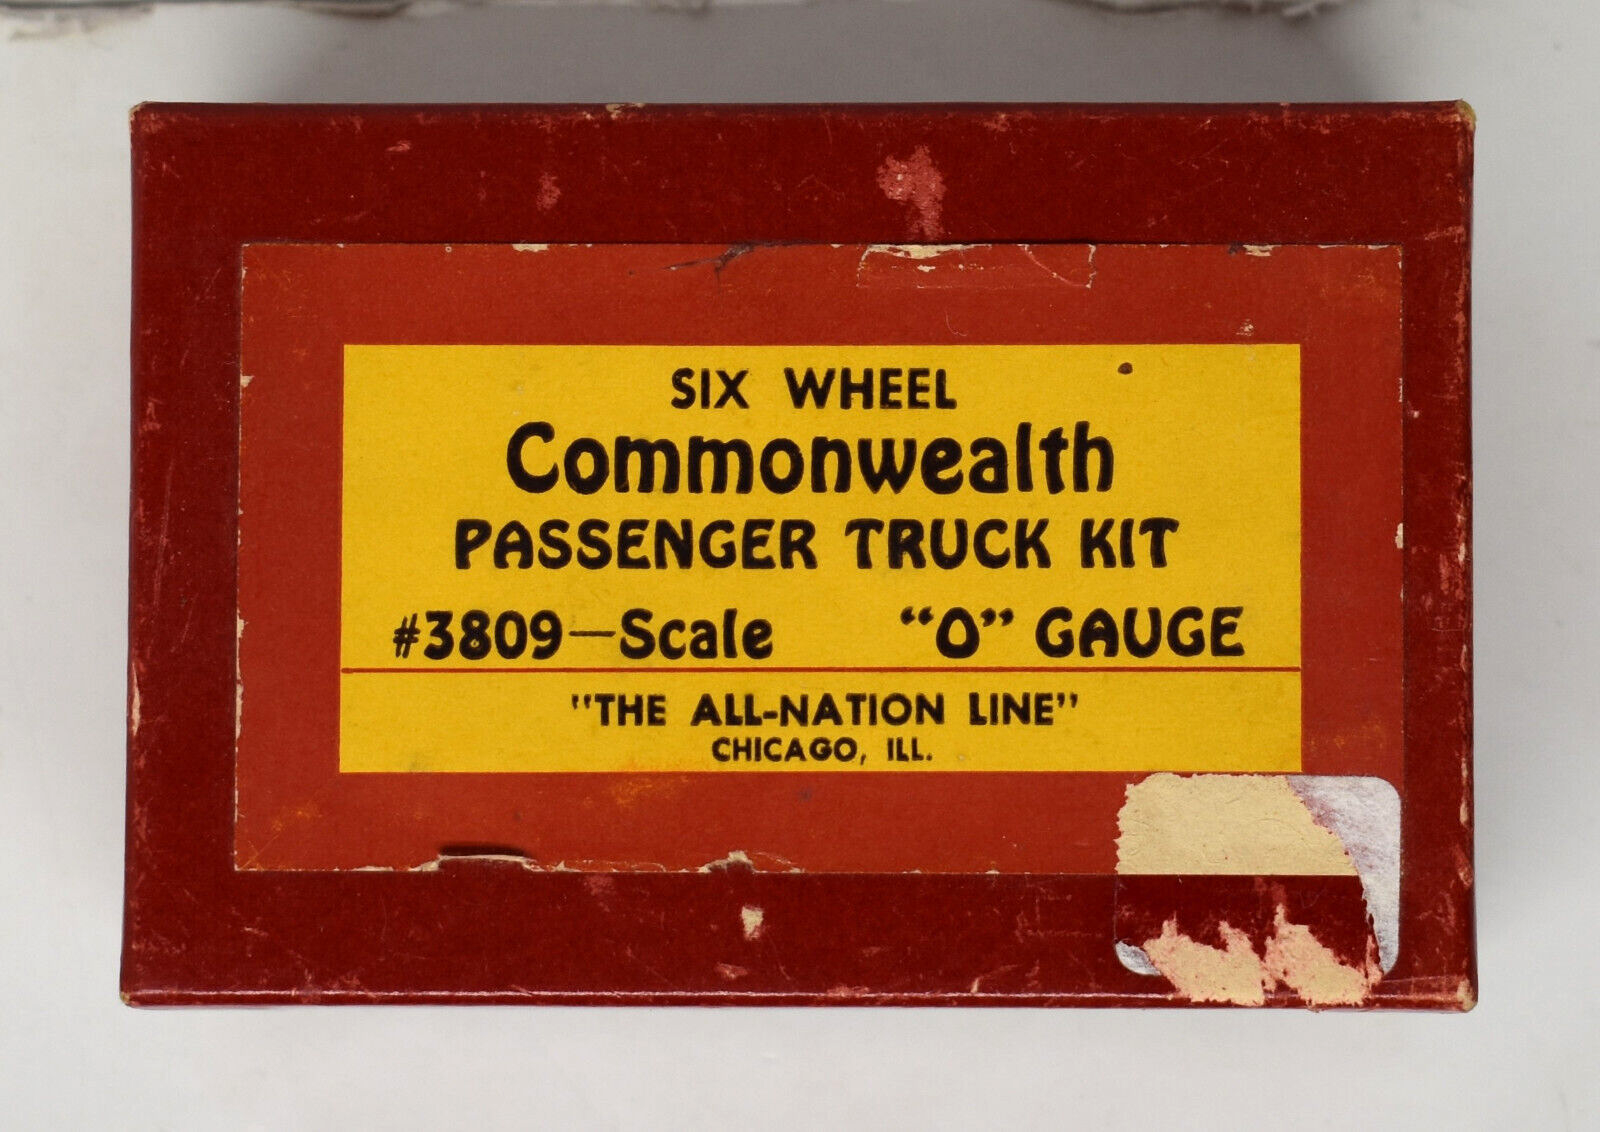 SIX WHEEL
Commonwealth
PASSENGER TRUCK KIT
#3809—Scale "O" GAUGE
"THE ALL-NATION LINE"
CHICAGO, ILL.